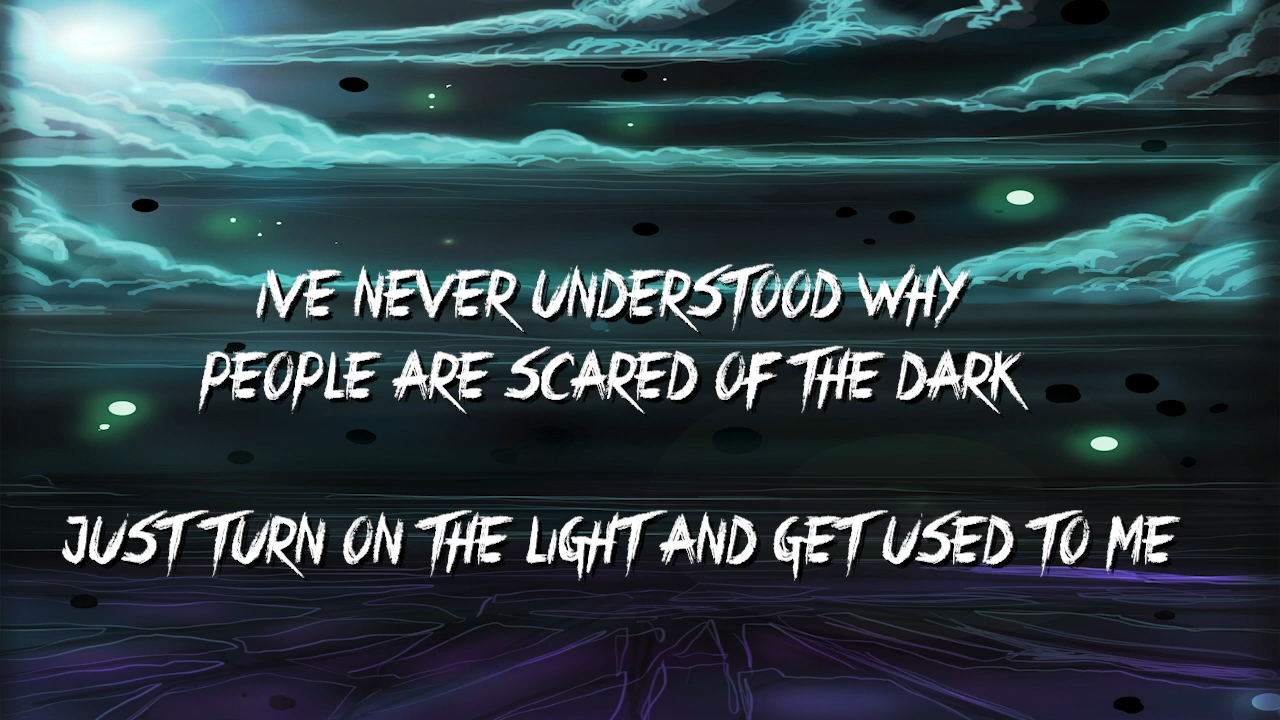 IVE NEVER UNDERSTOOD WHY
PEOPLE ARE SCARED OF THE DARK
JUST TURN ON THE LiGHT AND GET USED TO ME